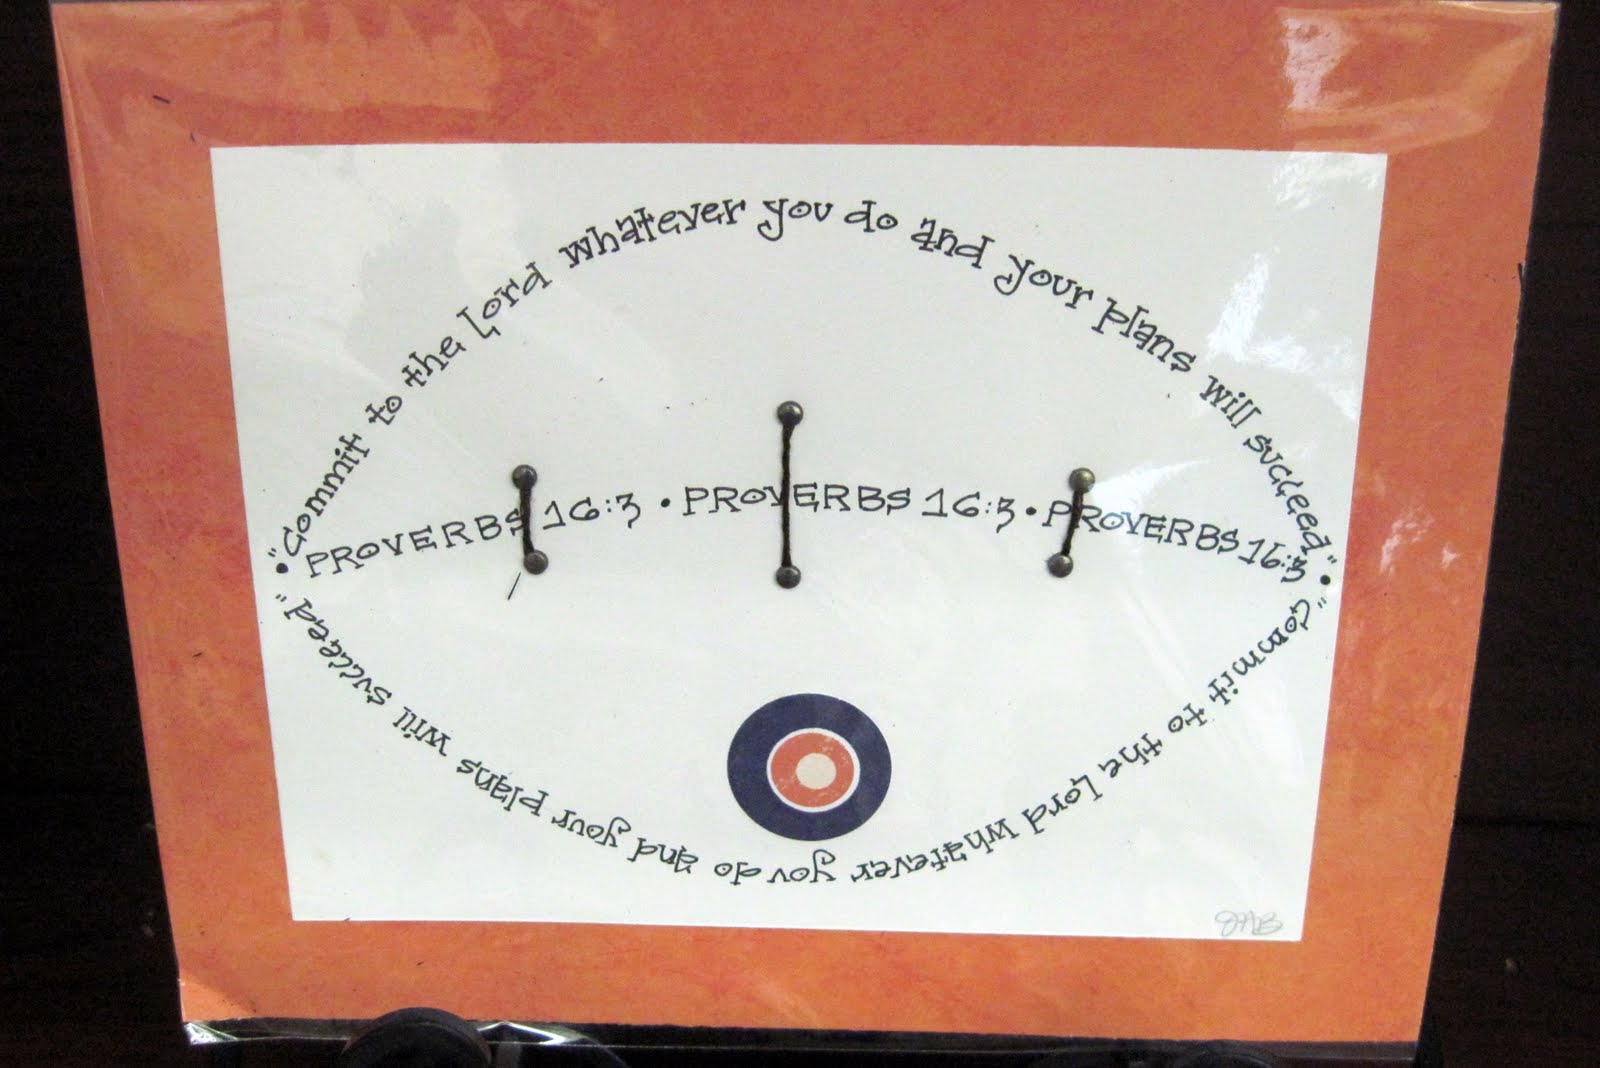 "Commit to the Lord whatever you do and your plans will succeed" •
PROVERBS 16:3 • PROVERBS 16:3 • PROVERBS 16:3
"Commit to the Lord whatever you do and your plans will succeed" •
JAB